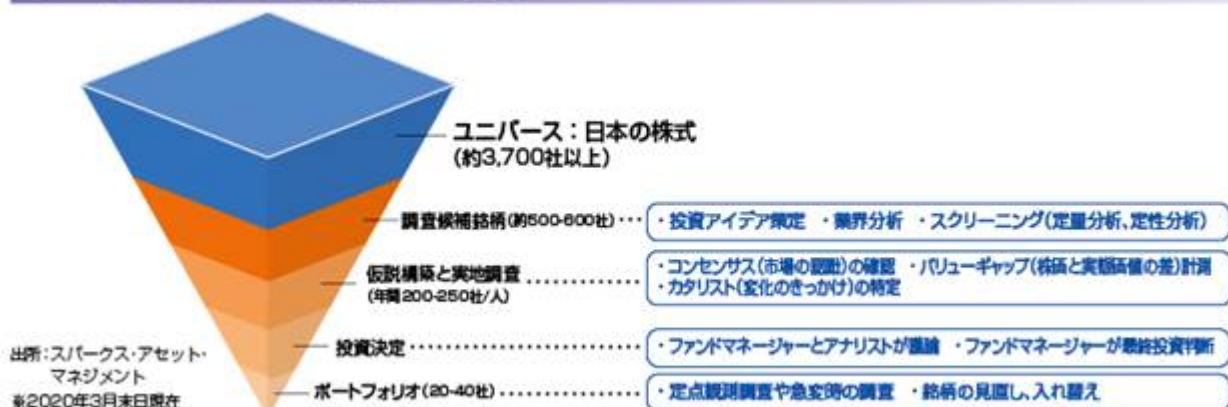 ユニバース：日本の株式
(約3,700社以上)
調査候補銘柄(約500-600社)
・投資アイデア策定 ・業界分析 ・スクリーニング(定量分析、定性分析)
仮説構築と実地調査
(年間200-250社/人)
・コンセンサス(市場の認識)の確認 ・バリューギャップ(株価と実態価値の差)計測
・カタリスト(変化のきっかけ)の特定
投資決定
・ファンドマネージャーとアナリストが議論 ・ファンドマネージャーが最終投資判断
ポートフォリオ(20-40社)
・定点観測調査や急変時の調査 ・銘柄の見直し、入れ替え
出所：スパークス・アセット・
マネジメント
※2020年3月末日現在